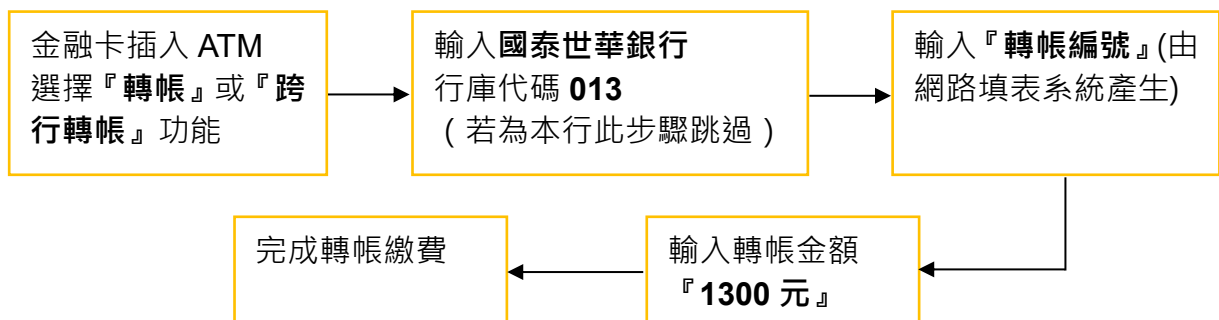 金融卡插入 ATM
選擇『轉帳』或『跨
行轉帳』功能
輸入國泰世華銀行
行庫代碼 013
（若為本行此步驟跳過）
輸入『轉帳編號』(由
網路填表系統產生)
輸入轉帳金額
『1300 元』
完成轉帳繳費